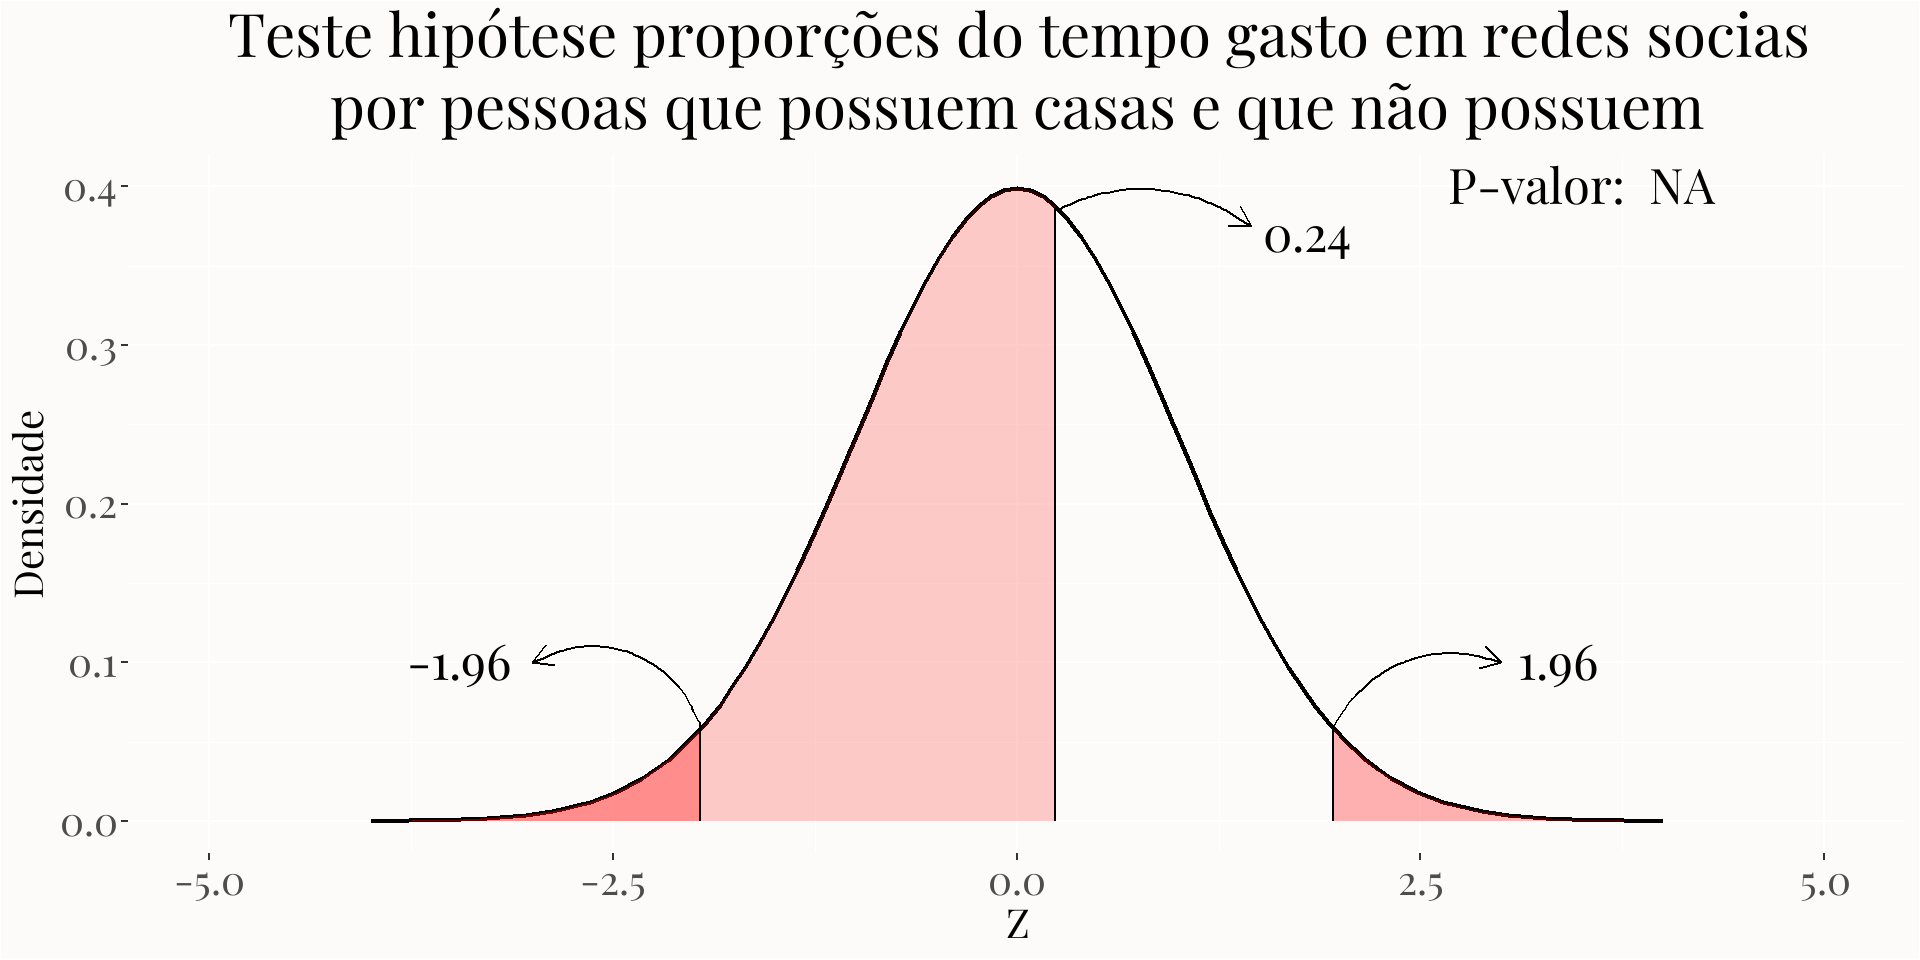 Teste hipótese proporções do tempo gasto em redes socias
por pessoas que possuem casas e que não possuem
P-valor:  NA
0.4
0.24
0.3
Densidade
0.2
0.1
-1.96
1.96
0.0
-5.0
-2.5
0.0
2.5
5.0
Z